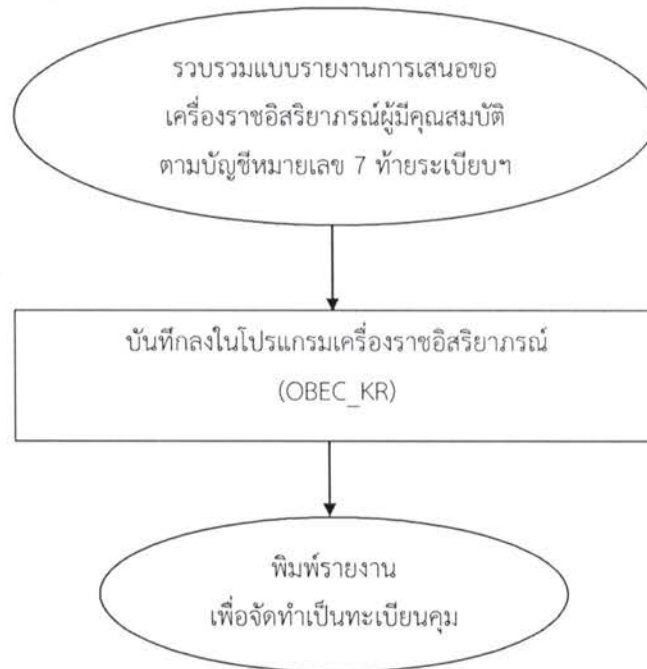 รวบรวมแบบรายงานการเสนอขอ
เครื่องราชอิสริยาภรณ์ผู้มีคุณสมบัติ
ตามบัญชีหมายเลข 7 ท้ายระเบียบฯ
บันทึกลงในโปรแกรมเครื่องราชอิสริยาภรณ์
(OBEC_KR)
พิมพ์รายงาน
เพื่อจัดทำเป็นทะเบียนคุม